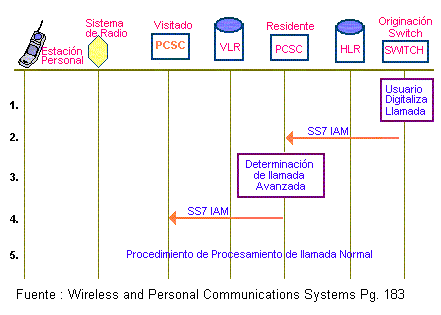 Estación
Personal
Sistema
de Radio
Visitado
PCSC
VLR
Residente
PCSC
HLR
Originación
Switch
SWITCH
1.
Usuario
Digitaliza
Llamada
2.
SS7 IAM
3.
Determinación
de llamada
Avanzada
4.
SS7 IAM
5.
Procedimiento de Procesamiento de llamada Normal
Fuente : Wireless and Personal Communications Systems Pg. 183